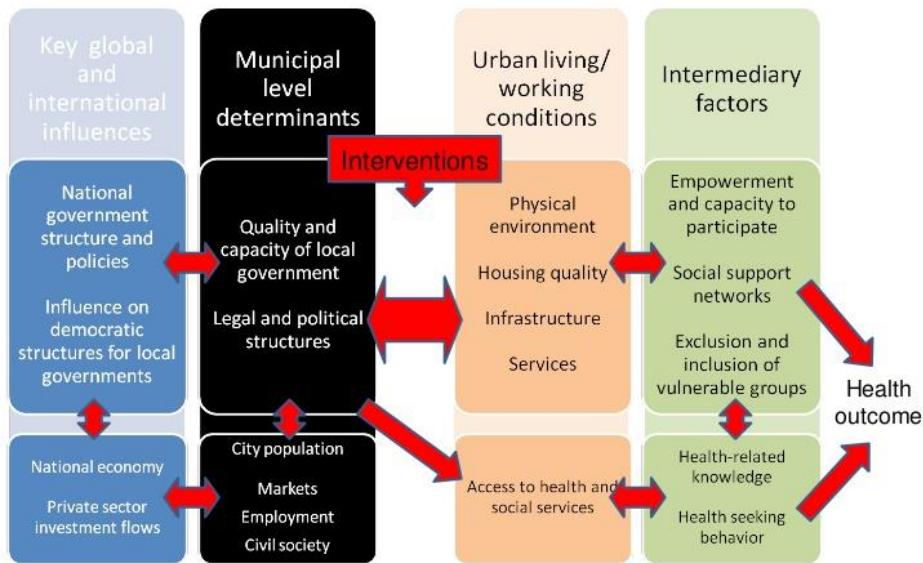 Key global
and
international
influences
National
government
structure and
policies
Influence on
democratic
structures for local
governments
National economy
Private sector
investment flows
Municipal
level
determinants
Interventions
Quality and
capacity of local
government
Legal and political
structures
City population
Markets
Employment
Civil society
Urban living/
working
conditions
Physical
environment
Housing quality
Infrastructure
Services
Access to health and
social services
Intermediary
factors
Empowerment
and capacity to
participate
Social support
networks
Exclusion and
inclusion of
vulnerable groups
Health-related
knowledge
Health seeking
behavior
Health
outcome